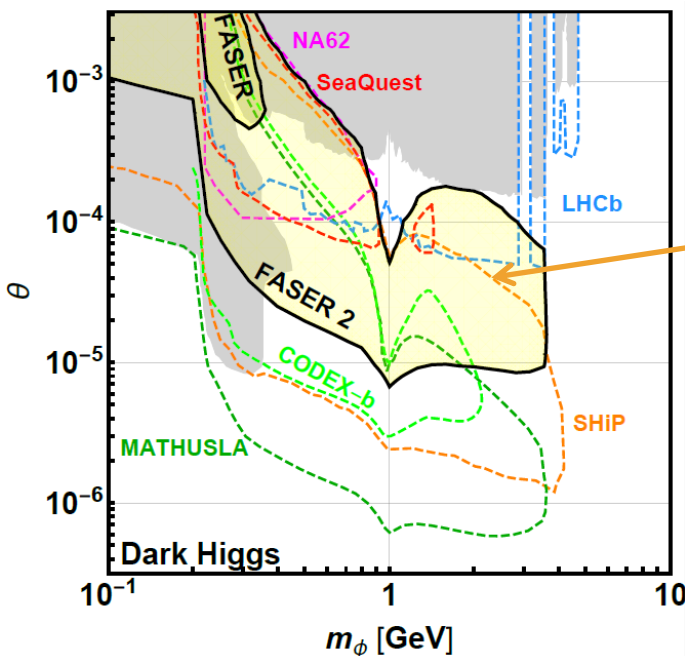 FASER
NA62
SeaQuest
10⁻³
LHCb
10⁻⁴
θ
FASER 2
10⁻⁵
CODEX-b
SHiP
MATHUSLA
10⁻⁶
Dark Higgs
10⁻¹
1
10
mϕ [GeV]